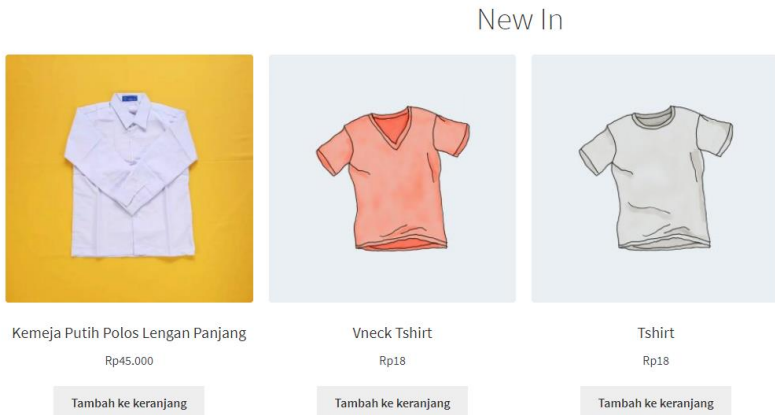 New In
Kemeja Putih Polos Lengan Panjang
Rp45.000
Tambah ke keranjang
Vneck Tshirt
Rp18
Tambah ke keranjang
Tshirt
Rp18
Tambah ke keranjang